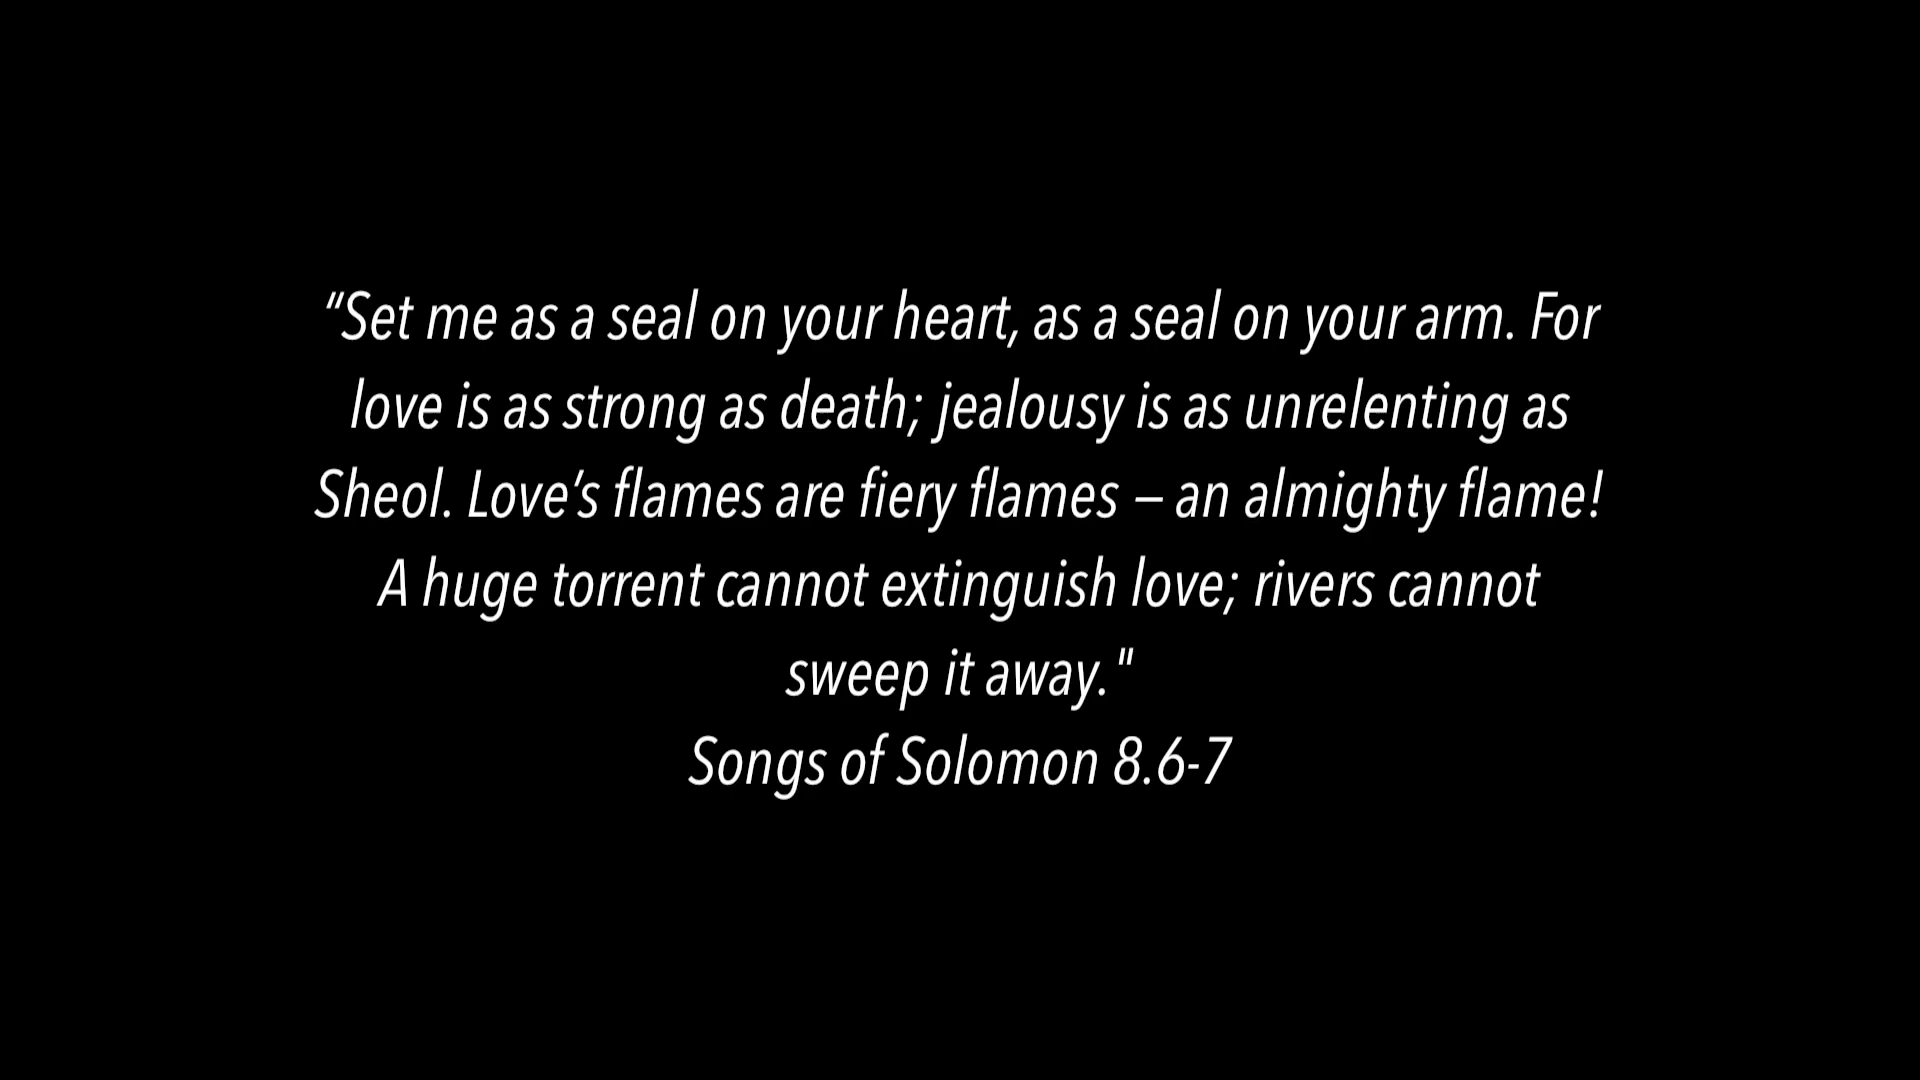 “Set me as a seal on your heart, as a seal on your arm. For
love is as strong as death; jealousy is as unrelenting as
Sheol. Love’s flames are fiery flames – an almighty flame!
A huge torrent cannot extinguish love; rivers cannot
sweep it away."
Songs of Solomon 8.6-7